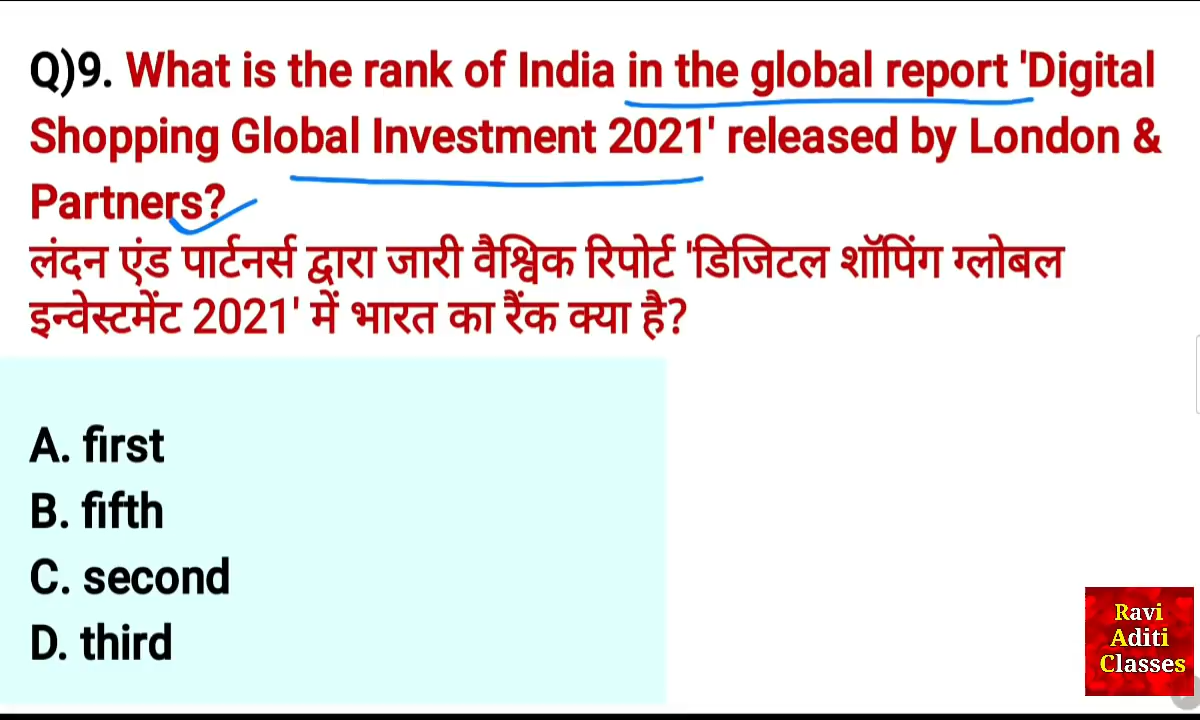 Q)9. What is the rank of India in the global report 'Digital
Shopping Global Investment 2021' released by London &
Partners?
लंदन एंड पार्टनर्स द्वारा जारी वैश्विक रिपोर्ट 'डिजिटल शॉपिंग ग्लोबल
इन्वेस्टमेंट 2021' में भारत का रैंक क्या है?
A. first
B. fifth
C. second
D. third
Ravi
Aditi
Classes